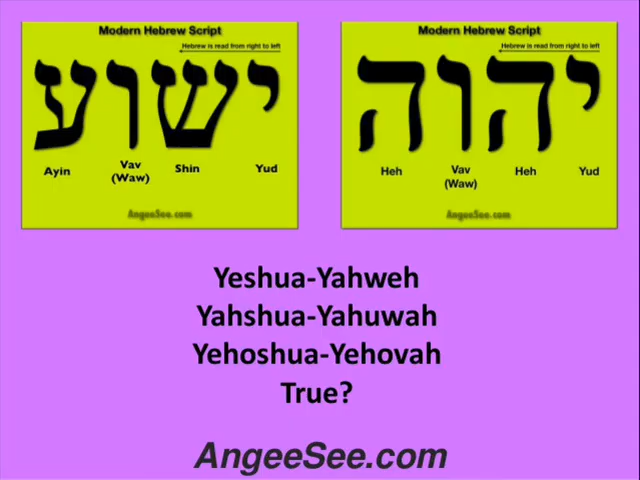 Modern Hebrew Script
Hebrew is read from right to left
ישוע
Ayin Vav (Waw) Shin Yud
AngeeSee.com
Modern Hebrew Script
Hebrew is read from right to left
יהוה
Heh Vav (Waw) Heh Yud
AngeeSee.com
Yeshua-Yahweh
Yahshua-Yahuwah
Yehoshua-Yehovah
True?
AngeeSee.com